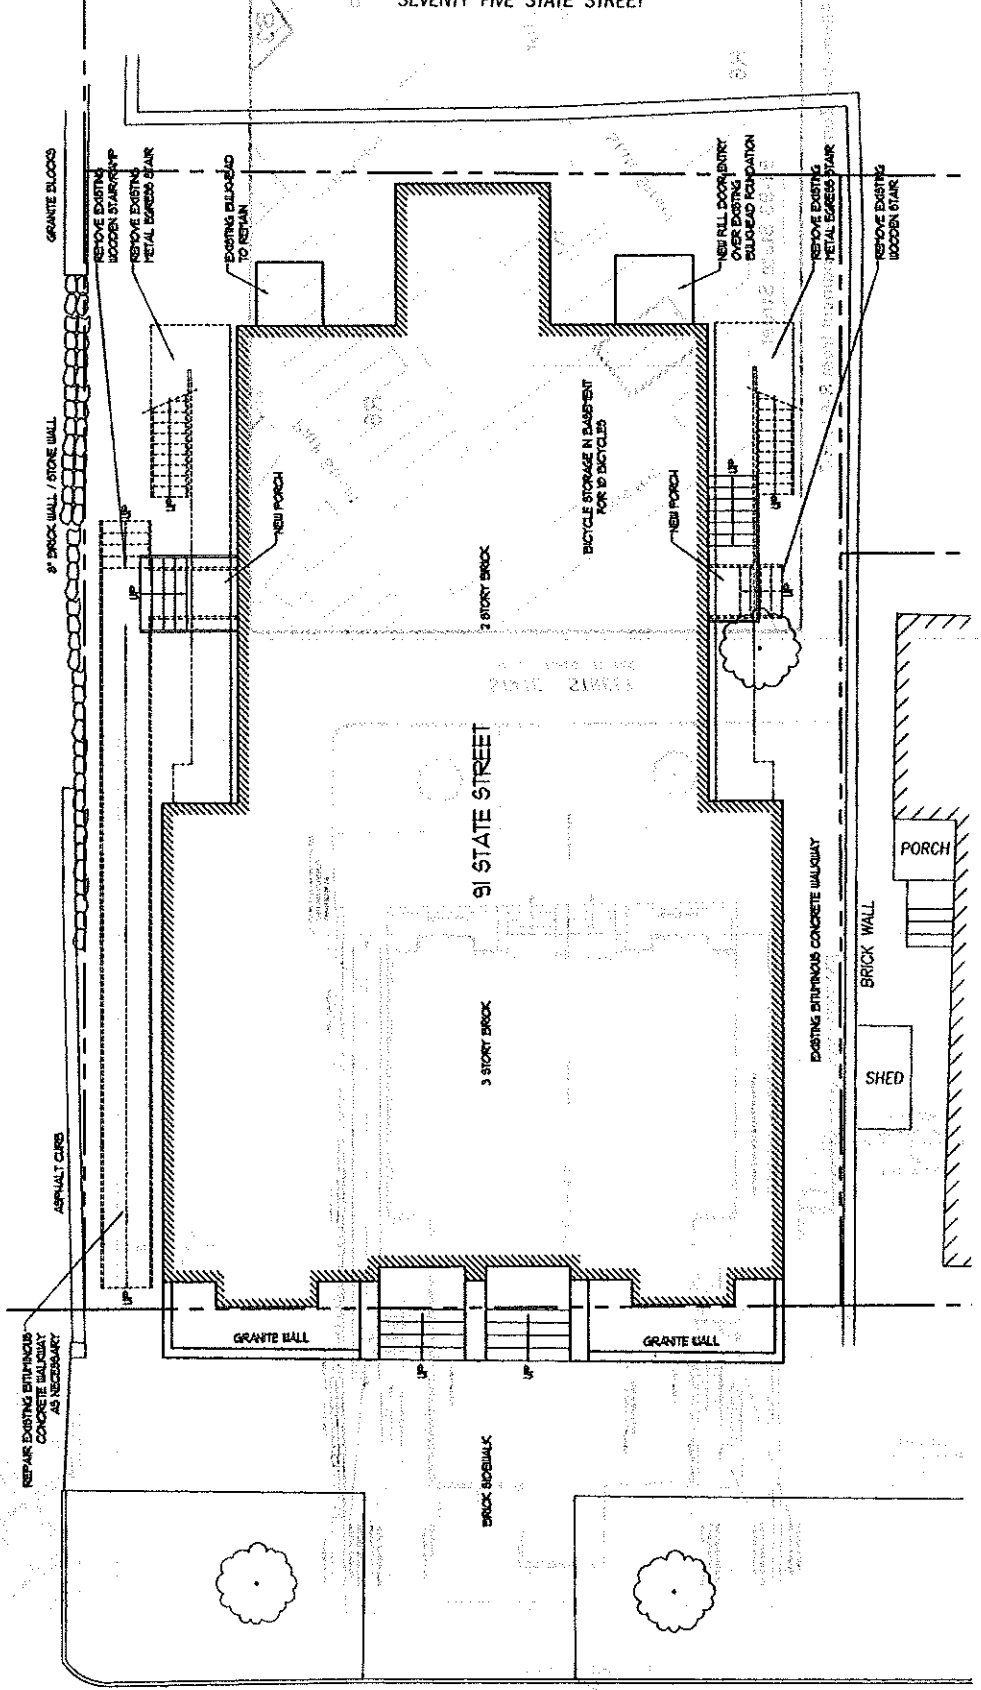 SEVENTY FIVE STATE STREET
GRANITE BLOCKS
REMOVE EXISTING
WOODEN STAIR/RAMP
REMOVE EXISTING
METAL EGRESS STAIR
EXISTING BULKHEAD
TO REMAIN
NEW FULL DOOR/ENTRY
OVER EXISTING
BULKHEAD FOUNDATION
REMOVE EXISTING
METAL EGRESS STAIR
REMOVE EXISTING
WOODEN STAIR
8" BRICK WALL / STONE WALL
UP
UP
UP
NEW PORCH
BICYCLE STORAGE IN BASEMENT
FOR 10 BICYCLES
NEW PORCH
UP
UP
UP
2 STORY BRICK
STATE STREET
91 STATE STREET
3 STORY BRICK
EXISTING BITUMINOUS CONCRETE WALKWAY
BRICK WALL
PORCH
SHED
ASPHALT CURB
UP
REPAIR EXISTING BITUMINOUS
CONCRETE WALKWAY
AS NECESSARY
GRANITE WALL
GRANITE WALL
UP
UP
BRICK SIDEWALK